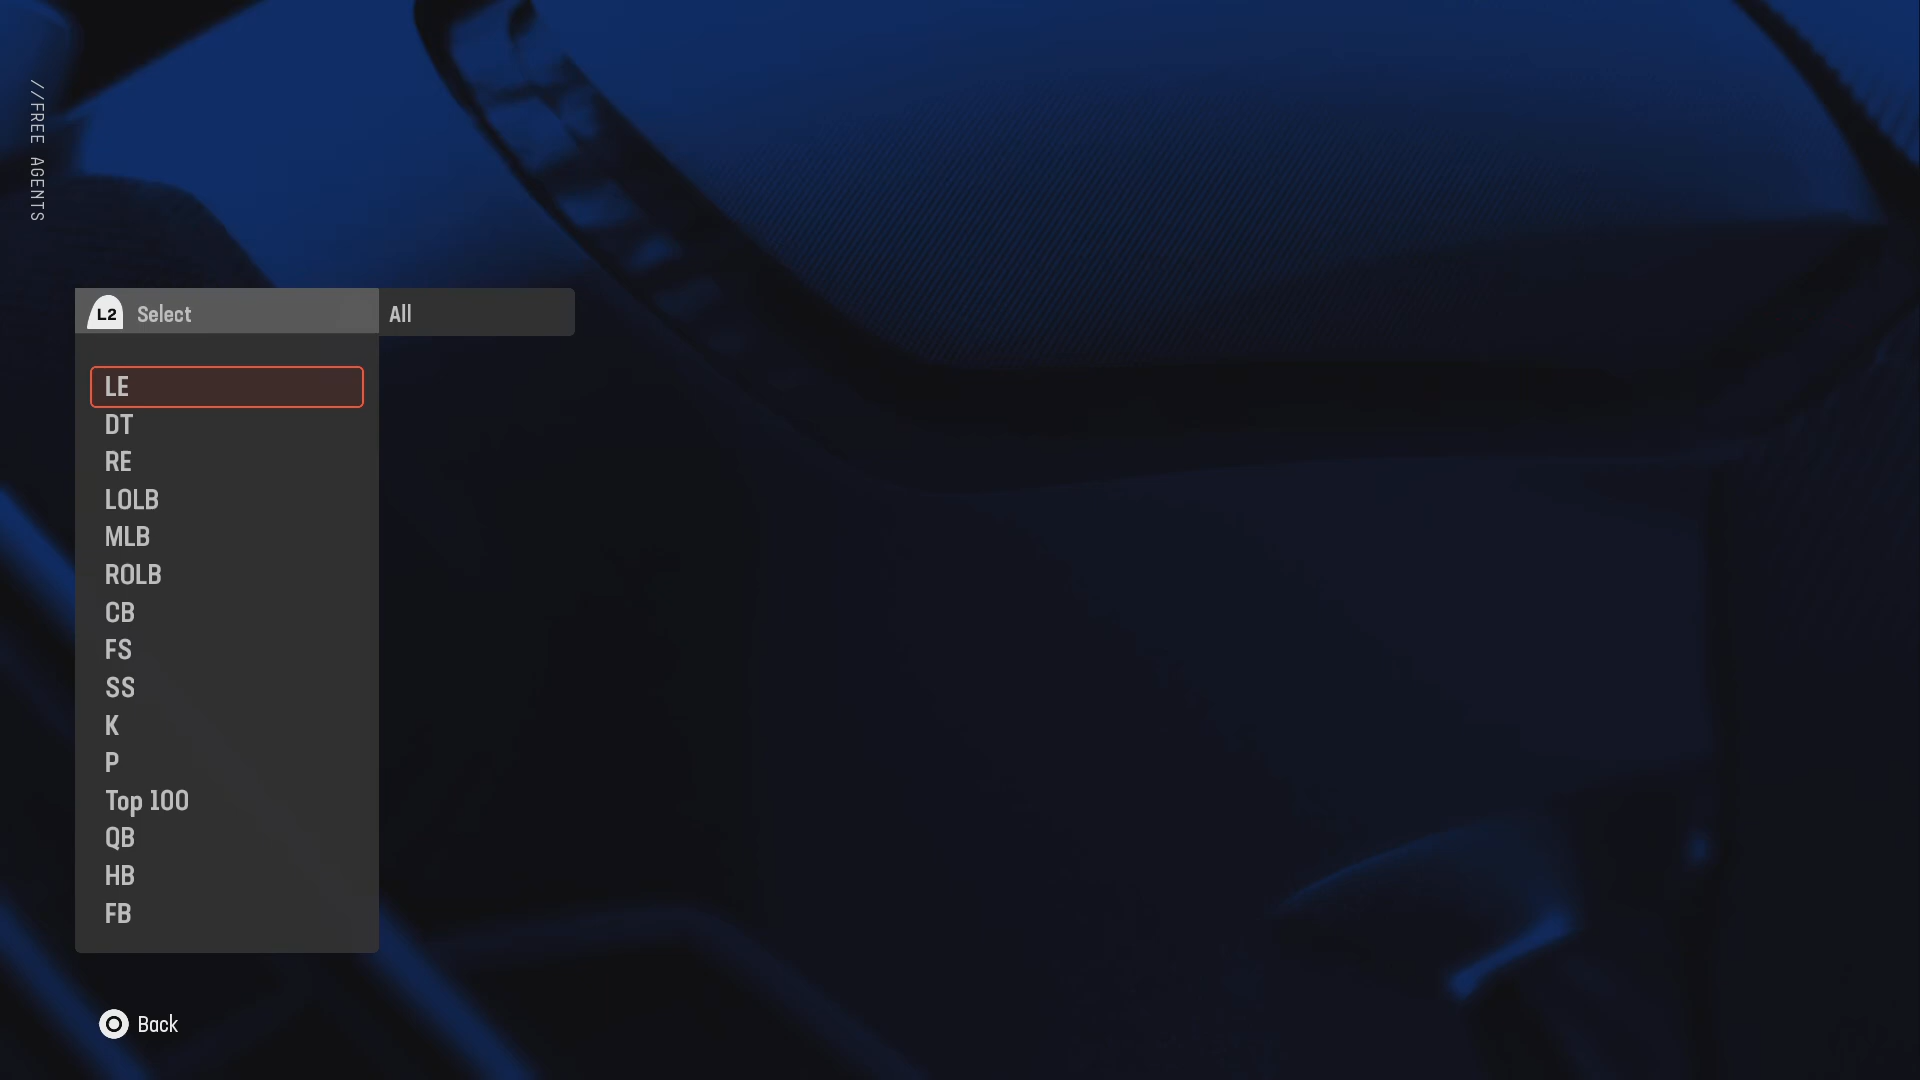 //FREE AGENTS
L2 Select All
LE
DT
RE
LOLB
MLB
ROLB
CB
FS
SS
K
P
Top 100
QB
HB
FB
Back